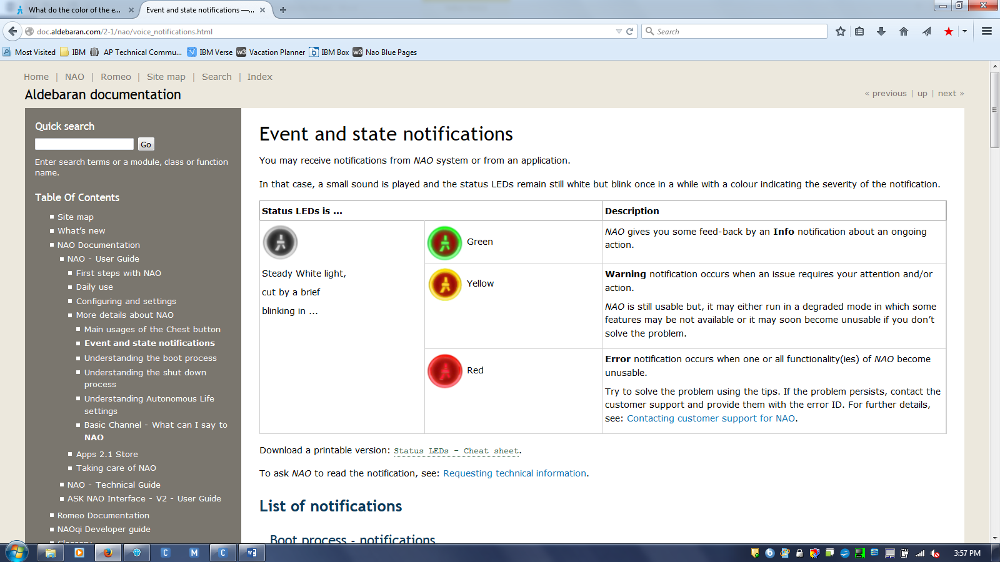 What do the color of the e...
Event and state notifications —...
doc.aldebaran.com/2-1/nao/voice_notifications.html
Search
Most Visited
IBM
AP Technical Commu...
IBM Verse
w3
Vacation Planner
IBM Box
w3
Nao Blue Pages
Home | NAO | Romeo | Site map | Search | Index
Aldebaran documentation
« previous | up | next »
Quick search
Go
Enter search terms or a module, class or function
name.
Table Of Contents
Site map
What's new
NAO Documentation
NAO - User Guide
First steps with NAO
Daily use
Configuring and settings
More details about NAO
Main usages of the Chest button
Event and state notifications
Understanding the boot process
Understanding the shut down
process
Understanding Autonomous Life
settings
Basic Channel - What can I say to
NAO
Apps 2.1 Store
Taking care of NAO
NAO - Technical Guide
ASK NAO Interface - V2 - User Guide
Romeo Documentation
NAOqi Developer guide
Glossary
Event and state notifications
You may receive notifications from NAO system or from an application.
In that case, a small sound is played and the status LEDs remain still white but blink once in a while with a colour indicating the severity of the notification.
Status LEDs is ...
Description
Steady White light,
cut by a brief
blinking in ...
Green
NAO gives you some feed-back by an Info notification about an ongoing
action.
Yellow
Warning notification occurs when an issue requires your attention and/or
action.
NAO is still usable but, it may either run in a degraded mode in which some
features may be not available or it may soon become unusable if you don't
solve the problem.
Red
Error notification occurs when one or all functionality(ies) of NAO become
unusable.
Try to solve the problem using the tips. If the problem persists, contact the
customer support and provide them with the error ID. For further details,
see: Contacting customer support for NAO.
Download a printable version: Status LEDs - Cheat sheet.
To ask NAO to read the notification, see: Requesting technical information.
List of notifications
Boot process - notifications
C
M
C
3:57 PM